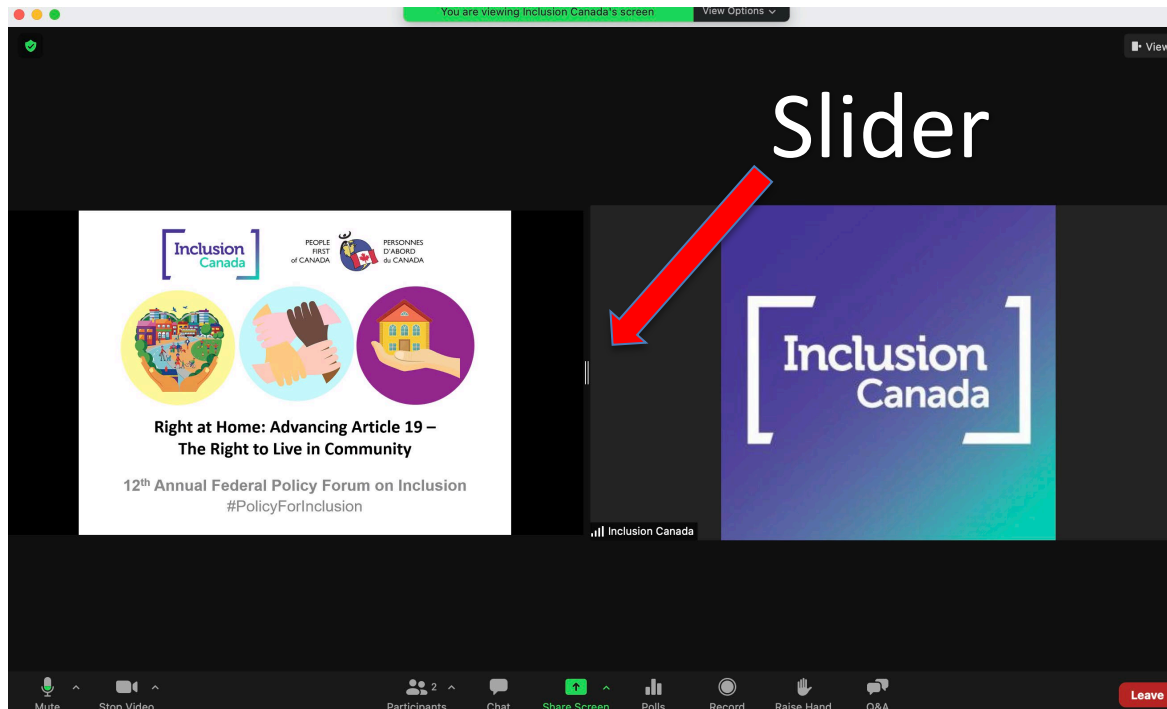 You are viewing Inclusion Canada's screen
View Options
View
Slider
Inclusion
Canada
PEOPLE
FIRST
of CANADA
PERSONNES
D'ABORD
du CANADA
Right at Home: Advancing Article 19 –
The Right to Live in Community
12th Annual Federal Policy Forum on Inclusion
#PolicyForInclusion
Inclusion
Canada
Inclusion Canada
Mute
Stop Video
2
Participants
Chat
Share Screen
Polls
Record
Raise Hand
Q&A
Leave